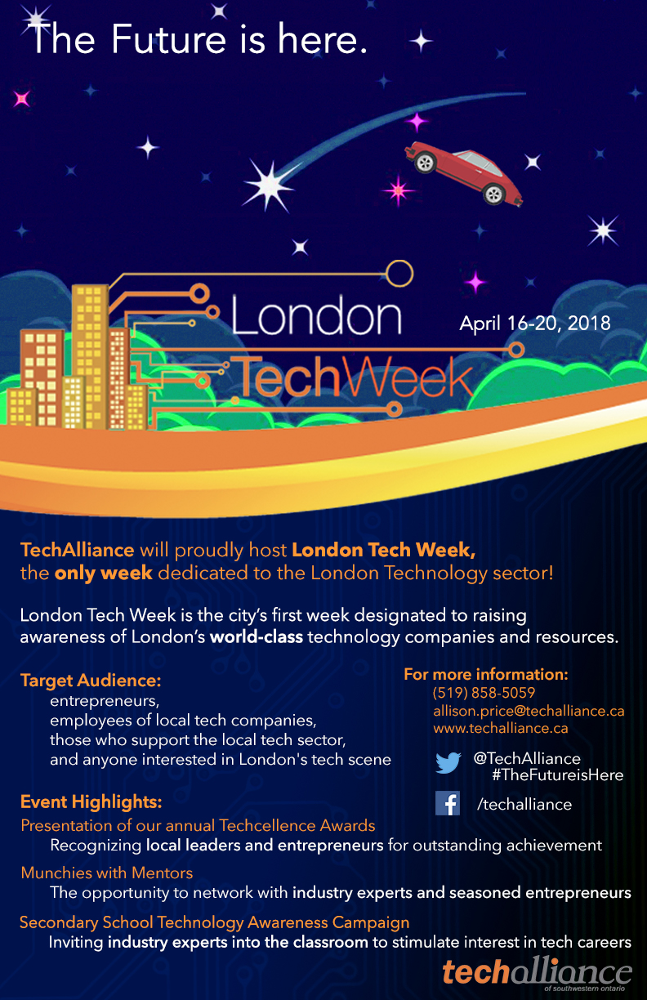 The Future is here.
London
April 16-20, 2018
TechWeek
TechAlliance will proudly host London Tech Week,
the only week dedicated to the London Technology sector!
London Tech Week is the city's first week designated to raising
awareness of London's world-class technology companies and resources.
Target Audience:
entrepreneurs,
employees of local tech companies,
those who support the local tech sector,
and anyone interested in London's tech scene
For more information:
(519) 858-5059
allison.price@techalliance.ca
www.techalliance.ca
@TechAlliance
#TheFutureisHere
/techalliance
Event Highlights:
Presentation of our annual Techcellence Awards
Recognizing local leaders and entrepreneurs for outstanding achievement
Munchies with Mentors
The opportunity to network with industry experts and seasoned entrepreneurs
Secondary School Technology Awareness Campaign
Inviting industry experts into the classroom to stimulate interest in tech careers
techalliance
of southwestern ontario